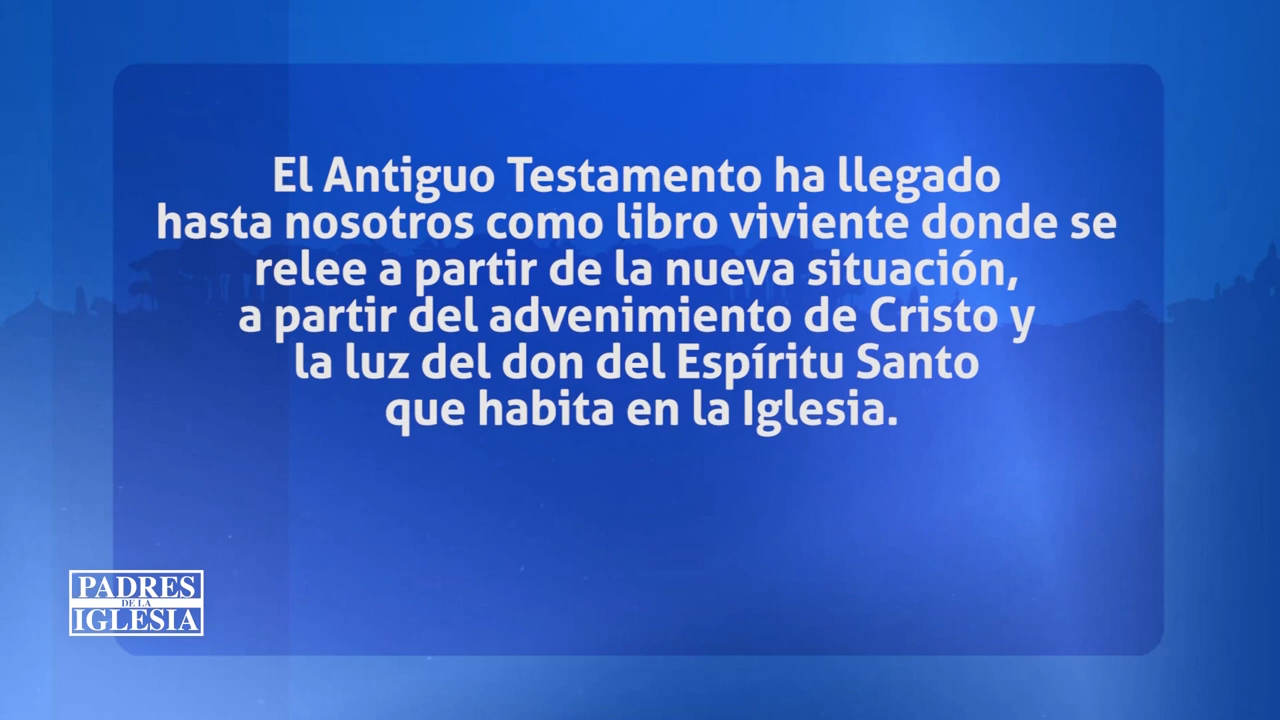 El Antiguo Testamento ha llegado
hasta nosotros como libro viviente donde se
relee a partir de la nueva situación,
a partir del advenimiento de Cristo y
la luz del don del Espíritu Santo
que habita en la Iglesia.
PADRES
DE LA
IGLESIA